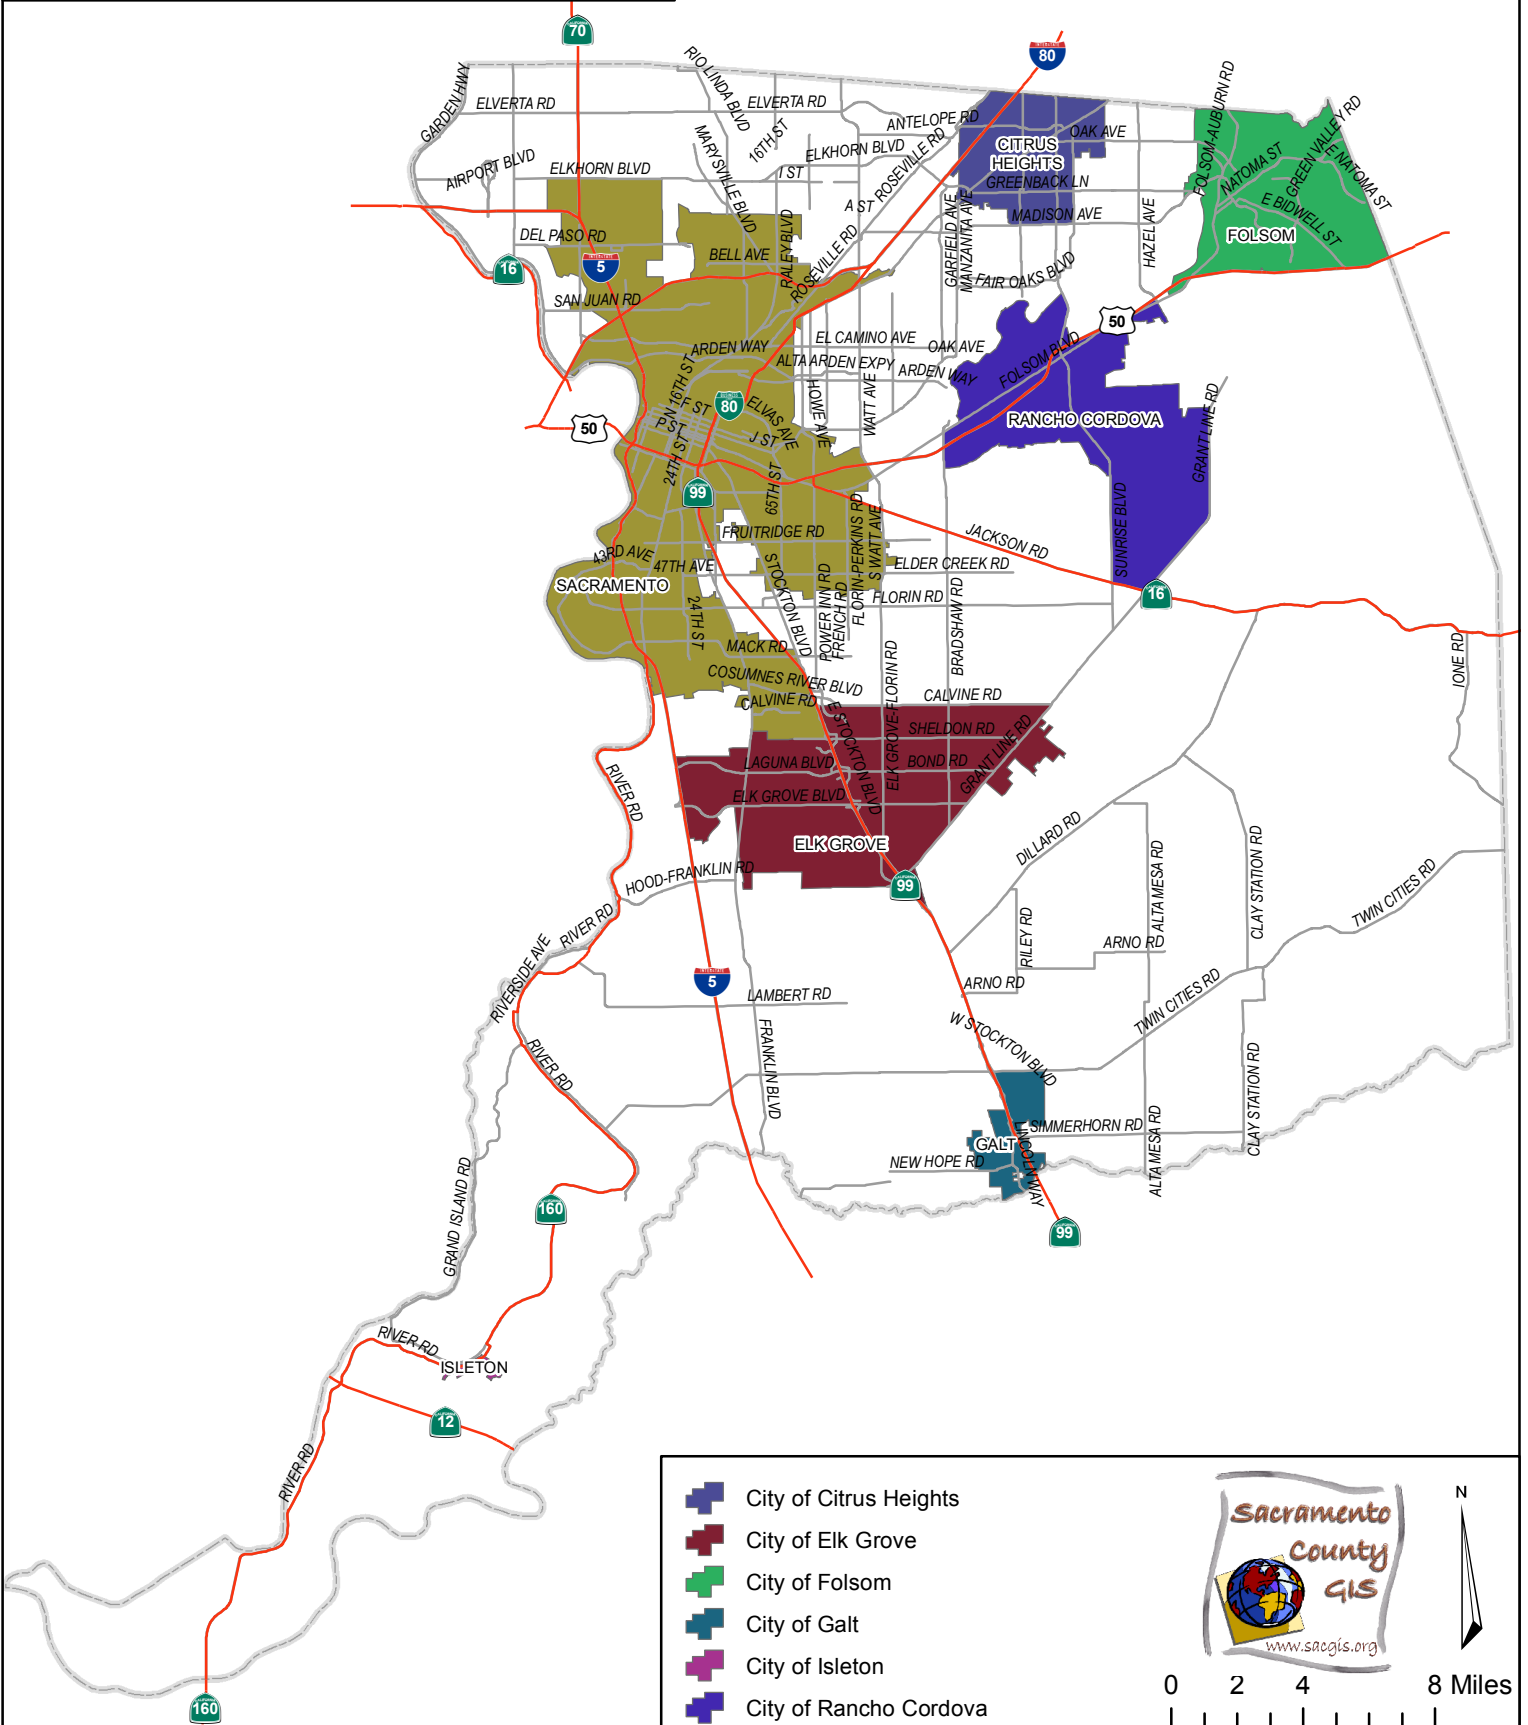 70
INTERSTATE
80
GARDEN HWY
ELVERTA RD
RIO LINDA BLVD
ELVERTA RD
ANTELOPE RD
OAK AVE
FOLSOM-AUBURN RD
GREEN VALLEY RD
E NATOMA ST
MARYSVILLE BLVD
16TH ST
ELKHORN BLVD
ROSEVILLE RD
CITRUS
HEIGHTS
NATOMA ST
AIRPORT BLVD
ELKHORN BLVD
I ST
GREENBACK LN
E BIDWELL ST
A ST
MADISON AVE
FOLSOM
DEL PASO RD
BELL AVE
RALEY BLVD
ROSEVILLE RD
GARFIELD AVE
MANZANITA AVE
HAZEL AVE
16
INTERSTATE
5
FAIR OAKS BLVD
SAN JUAN RD
50
ARDEN WAY
EL CAMINO AVE
OAK AVE
ALTA ARDEN EXPY
ARDEN WAY
FOLSOM BLVD
N 16TH ST
F ST
P ST
80
ELVAS AVE
J ST
HOWE AVE
WATT AVE
RANCHO CORDOVA
GRANT LINE RD
50
24TH ST
99
65TH ST
FLORIN-PERKINS RD
S WATT AVE
JACKSON RD
SUNRISE BLVD
FRUITRIDGE RD
43RD AVE
47TH AVE
STOCKTON BLVD
ELDER CREEK RD
SACRAMENTO
FLORIN RD
16
24TH ST
POWER INN RD
FRENCH RD
BRADSHAW RD
IONE RD
MACK RD
COSUMNES RIVER BLVD
CALVINE RD
CALVINE RD
ELK GROVE-FLORIN RD
E STOCKTON BLVD
SHELDON RD
GRANT LINE RD
LAGUNA BLVD
BOND RD
RIVER RD
ELK GROVE BLVD
ELK GROVE
DILLARD RD
ALTA MESA RD
CLAY STATION RD
TWIN CITIES RD
HOOD-FRANKLIN RD
99
RIVER RD
RILEY RD
ARNO RD
RIVERSIDE AVE
INTERSTATE
5
ARNO RD
LAMBERT RD
TWIN CITIES RD
W STOCKTON BLVD
RIVER RD
FRANKLIN BLVD
CLAY STATION RD
SIMMERHORN RD
GALT
LINCOLN WAY
ALTA MESA RD
NEW HOPE RD
GRAND ISLAND RD
160
99
RIVER RD
ISLETON
12
RIVER RD
160
City of Citrus Heights
City of Elk Grove
City of Folsom
City of Galt
City of Isleton
City of Rancho Cordova
Sacramento
County
GIS
www.sacgis.org
N
0 2 4 8 Miles